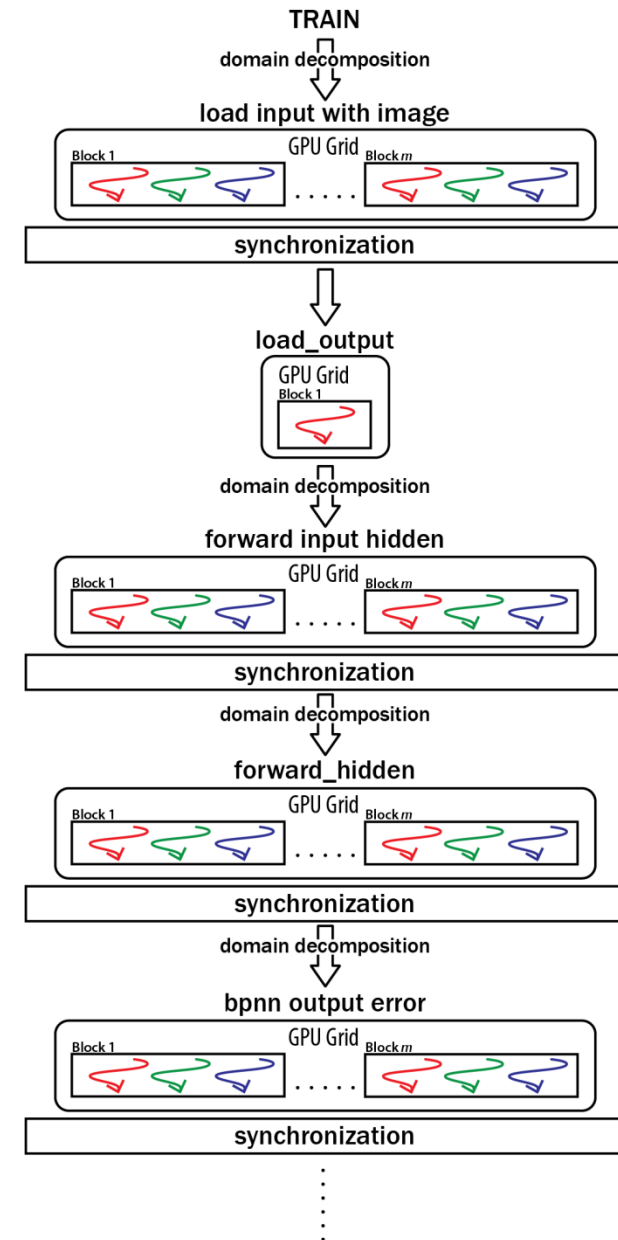 TRAIN
domain decomposition
load input with image
GPU Grid
Block 1
Block m
. . . . .
synchronization
load_output
GPU Grid
Block 1
domain decomposition
forward input hidden
GPU Grid
Block 1
Block m
. . . . .
synchronization
domain decomposition
forward_hidden
GPU Grid
Block 1
Block m
. . . . .
synchronization
domain decomposition
bpnn output error
GPU Grid
Block 1
Block m
. . . . .
synchronization